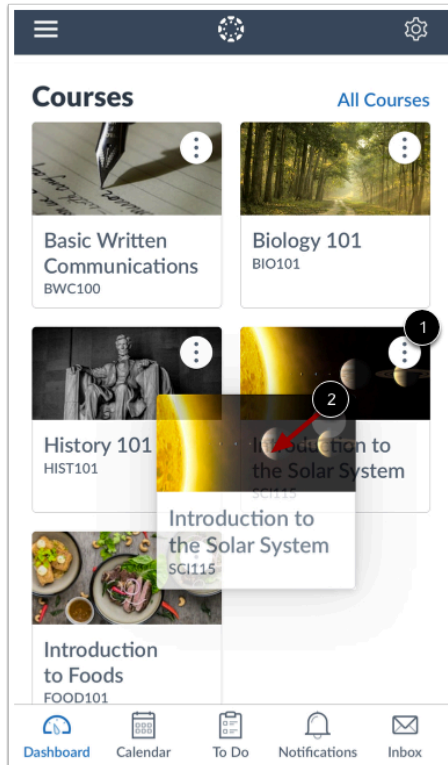 Courses
All Courses
Basic Written
Communications
BWC100
Biology 101
BIO101
1
2
History 101
HIST101
Introduction to
the Solar System
SCI115
Introduction to
the Solar System
SCI115
Introduction
to Foods
FOOD101
Dashboard
Calendar
To Do
Notifications
Inbox